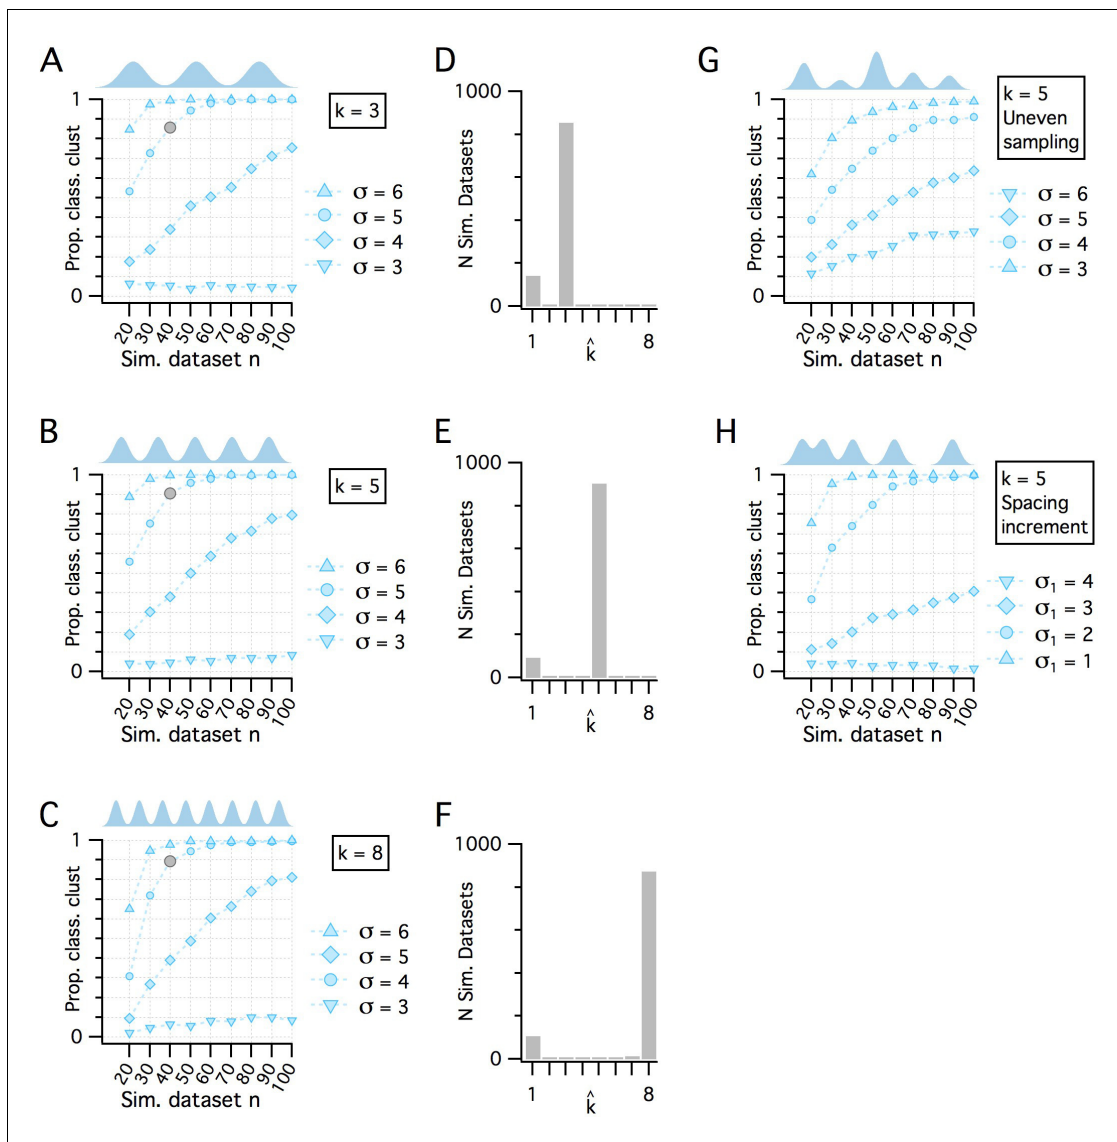 A
k = 3
1
Prop. class. clust
0
20 30 40 50 60 70 80 90 100
Sim. dataset n
σ = 6
σ = 5
σ = 4
σ = 3
D
1000
N Sim. Datasets
0
1 8
k̂
G
k = 5
Uneven
sampling
1
Prop. class. clust
0
20 30 40 50 60 70 80 90 100
Sim. dataset n
σ = 6
σ = 5
σ = 4
σ = 3
B
k = 5
1
Prop. class. clust
0
20 30 40 50 60 70 80 90 100
Sim. dataset n
σ = 6
σ = 5
σ = 4
σ = 3
E
1000
N Sim. Datasets
0
1 8
k̂
H
k = 5
Spacing
increment
1
Prop. class. clust
0
20 30 40 50 60 70 80 90 100
Sim. dataset n
σ₁ = 4
σ₁ = 3
σ₁ = 2
σ₁ = 1
C
k = 8
1
Prop. class. clust
0
20 30 40 50 60 70 80 90 100
Sim. dataset n
σ = 6
σ = 5
σ = 4
σ = 3
F
1000
N Sim. Datasets
0
1 8
k̂